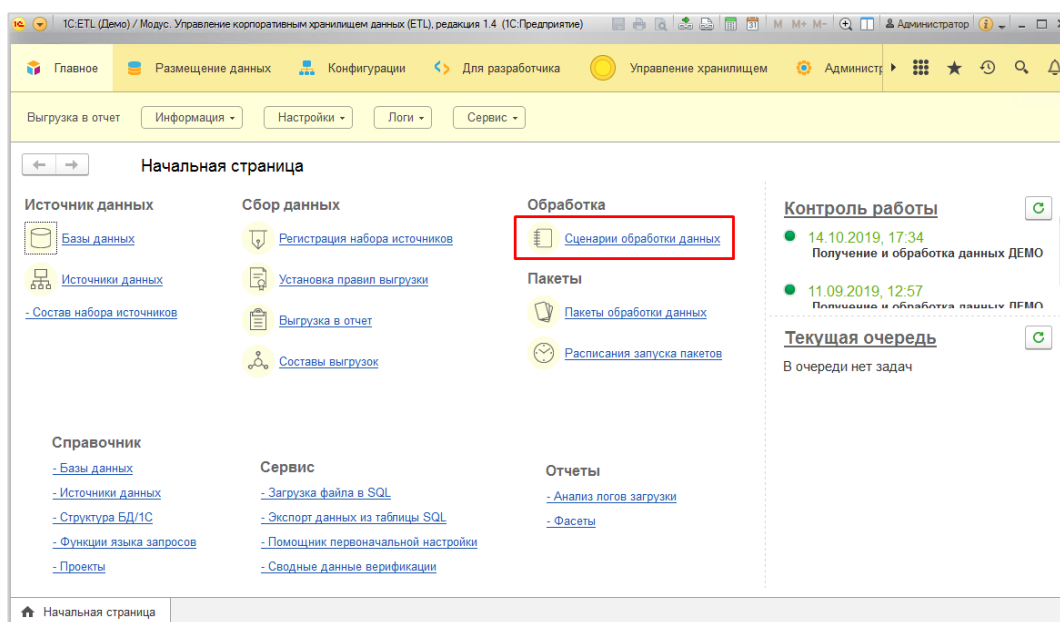 1С:ETL (Демо) / Модус. Управление корпоративным хранилищем данных (ETL), редакция 1.4 (1С:Предприятие)
31
M M+ M-
Администратор
Главное
Размещение данных
Конфигурации
Для разработчика
Управление хранилищем
Администр
Выгрузка в отчет
Информация
Настройки
Логи
Сервис
Начальная страница
Источник данных
Базы данных
Источники данных
- Состав набора источников
Сбор данных
Регистрация набора источников
Установка правил выгрузки
Выгрузка в отчет
Составы выгрузок
Обработка
Сценарии обработки данных
Пакеты
Пакеты обработки данных
Расписания запуска пакетов
Контроль работы
14.10.2019, 17:34
Получение и обработка данных ДЕМО
11.09.2019, 12:57
Получение и обработка данных ДЕМО
Текущая очередь
В очереди нет задач
Справочник
- Базы данных
- Источники данных
- Структура БД/1С
- Функции языка запросов
- Проекты
Сервис
- Загрузка файла в SQL
- Экспорт данных из таблицы SQL
- Помощник первоначальной настройки
- Сводные данные верификации
Отчеты
- Анализ логов загрузки
- Фасеты
Начальная страница